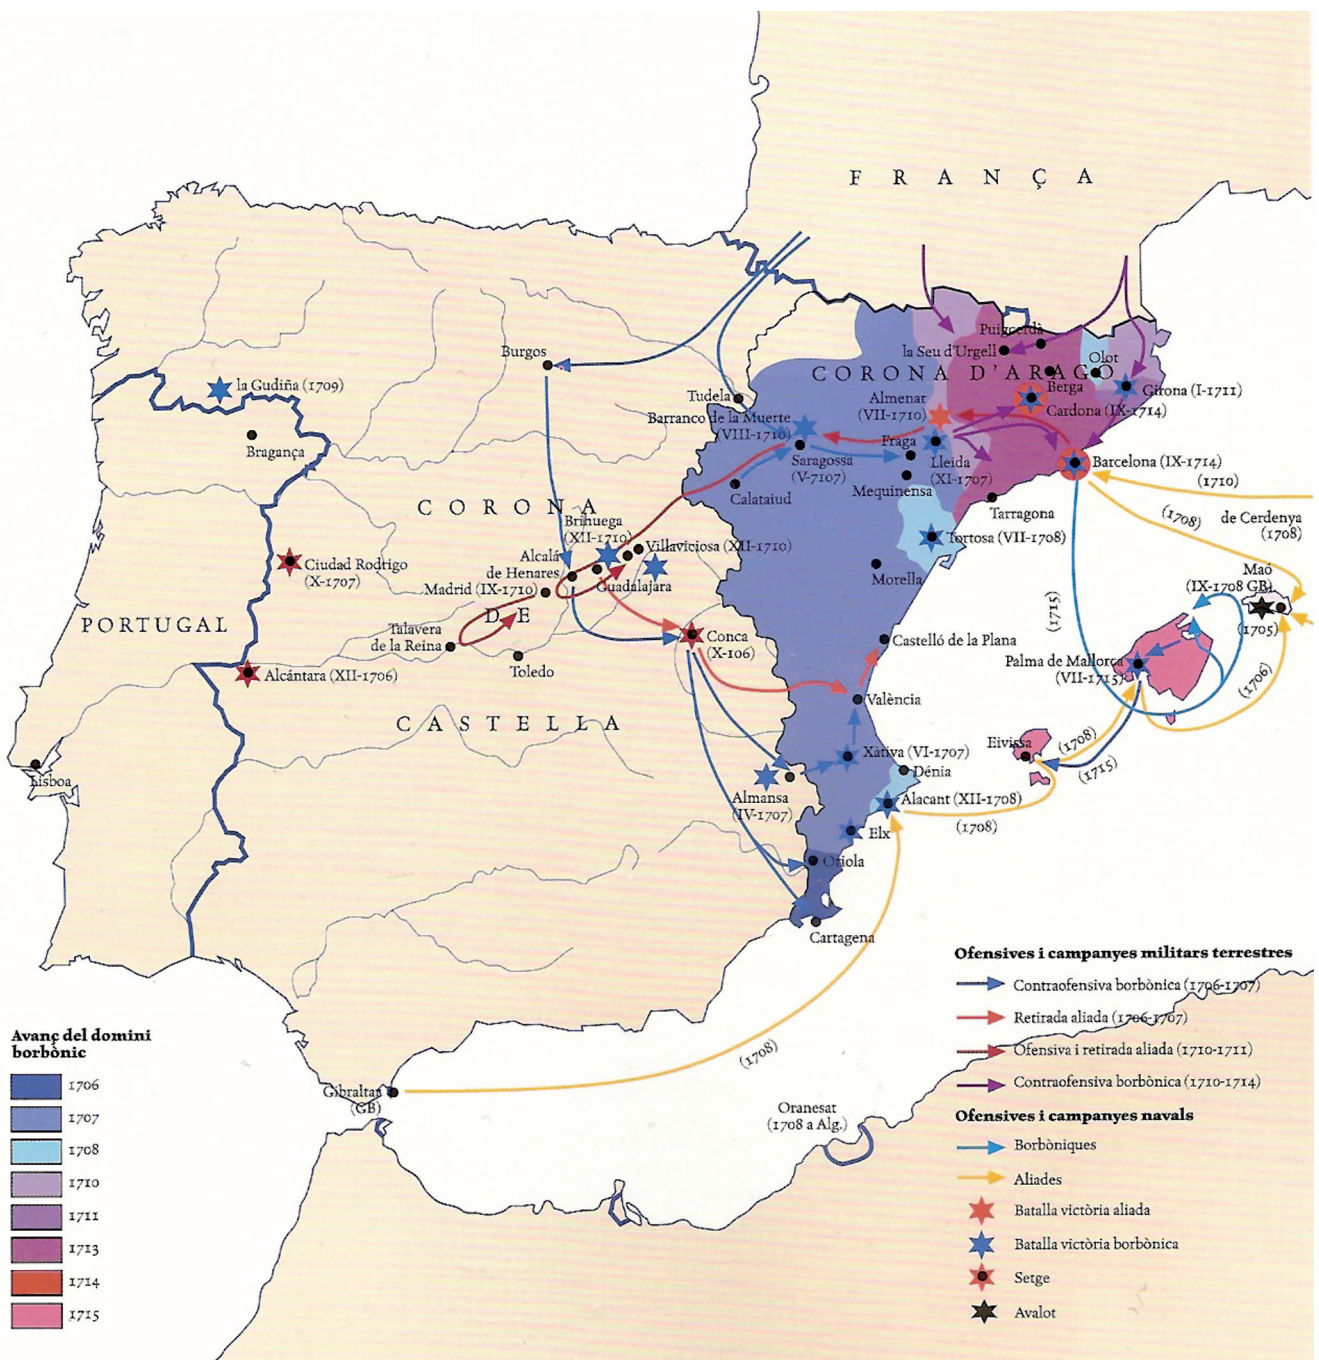 FRANÇA
Puigcerdà
la Seu d'Urgell
Olot
CORONA D'ARAGÓ
Burgos
la Gudiña (1709)
Berga
Girona (I-1711)
Tudela
Almenar
(VII-1710)
Cardona (IX-1714)
Barranco de la Muerte
(VIII-1710)
Bragança
Fraga
Saragossa
(V-7107)
Lleida
(XI-1707)
Barcelona (IX-1714)
(1710)
Mequinensa
Calataiud
CORONA
Tarragona
(1708)
de Cerdenya
(1708)
Brihuega
(XII-1710)
Villaviciosa (XII-1710)
Tortosa (VII-1708)
Alcalá
de Henares
Ciudad Rodrigo
(X-1707)
Madrid (IX-1710)
Guadalajara
Morella
Maó
(IX-1708 GB)
(1705)
DE
PORTUGAL
(1715)
Talavera
de la Reina
Conca
(X-106)
Castelló de la Plana
Toledo
Palma de Mallorca
(VII-1715)
Alcántara (XII-1706)
(1706)
València
CASTELLA
Eivissa
(1708)
Xàtiva (VI-1707)
(1715)
Lisboa
Dénia
Almansa
(IV-1707)
Alacant (XII-1708)
(1708)
Elx
Oriola
Cartagena
(1708)
Gibraltar
(GB)
Oranesat
(1708 a Alg.)
Avanç del domini
borbònic
1706
1707
1708
1710
1711
1713
1714
1715
Ofensives i campanyes militars terrestres
Contraofensiva borbònica (1706-1707)
Retirada aliada (1706-1707)
Ofensiva i retirada aliada (1710-1711)
Contraofensiva borbònica (1710-1714)
Ofensives i campanyes navals
Borbòniques
Aliades
Batalla victòria aliada
Batalla victòria borbònica
Setge
Avalot